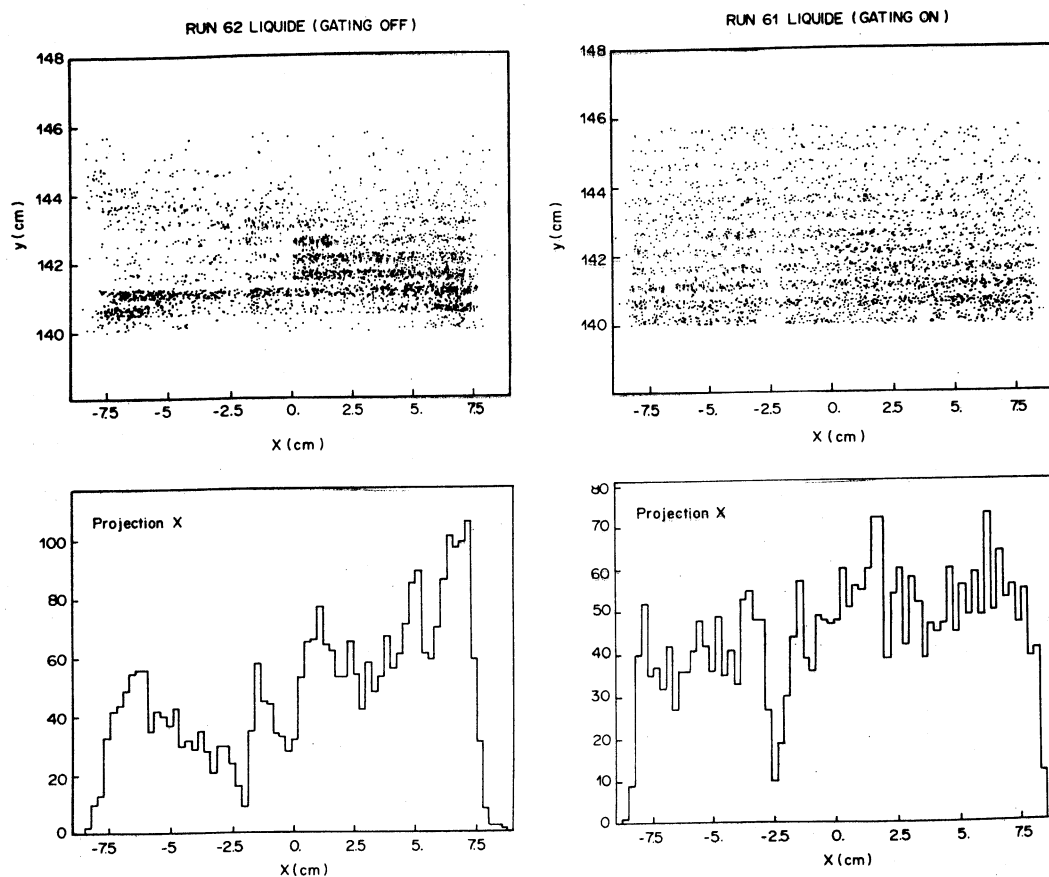 RUN 62 LIQUIDE (GATING OFF)
148
146
144
142
140
y (cm)
-7.5 -5. -2.5 0. 2.5 5. 7.5
X (cm)
RUN 61 LIQUIDE (GATING ON)
148
146
144
142
140
y (cm)
-7.5 -5. -2.5 0. 2.5 5. 7.5
X (cm)
Projection X
100
80
60
40
20
0
-7.5 -5. -2.5 0. 2.5 5. 7.5
X (cm)
Projection X
80
70
60
50
40
30
20
10
0
-7.5 -5. -2.5 0. 2.5 5. 7.5
X (cm)